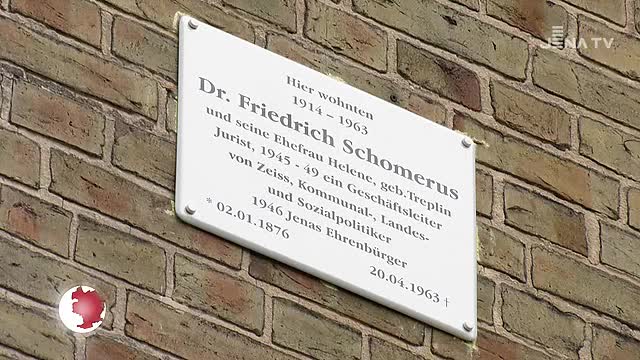 JENA TV.
Hier wohnten
1914 – 1963
Dr. Friedrich Schomerus
und seine Ehefrau Helene, geb.Treplin
Jurist, 1945 - 49 ein Geschäftsleiter
von Zeiss, Kommunal-, Landes-
und Sozialpolitiker
1946 Jenas Ehrenbürger
* 02.01.1876
20.04.1963 †